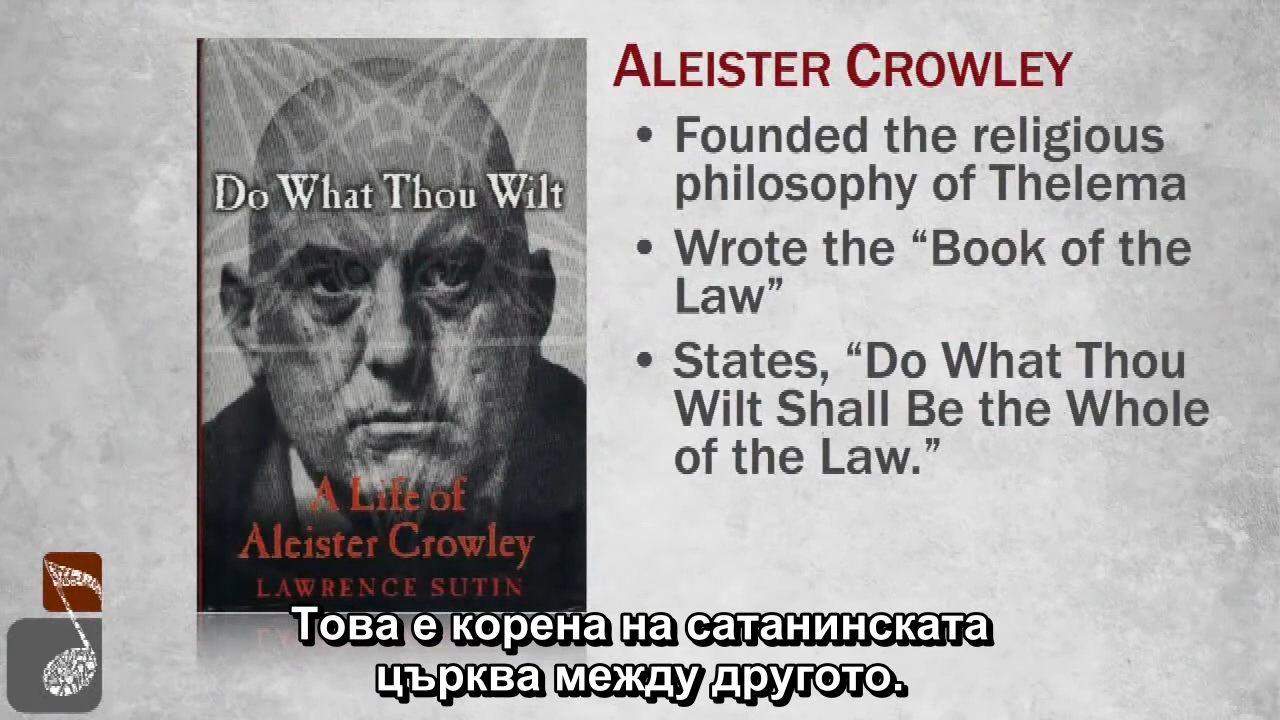 Do What Thou Wilt
A Life of
Aleister Crowley
LAWRENCE SUTIN
ALEISTER CROWLEY
• Founded the religious
philosophy of Thelema
• Wrote the “Book of the
Law”
• States, “Do What Thou
Wilt Shall Be the Whole
of the Law.”
Това е корена на сатанинската
църква между другото.